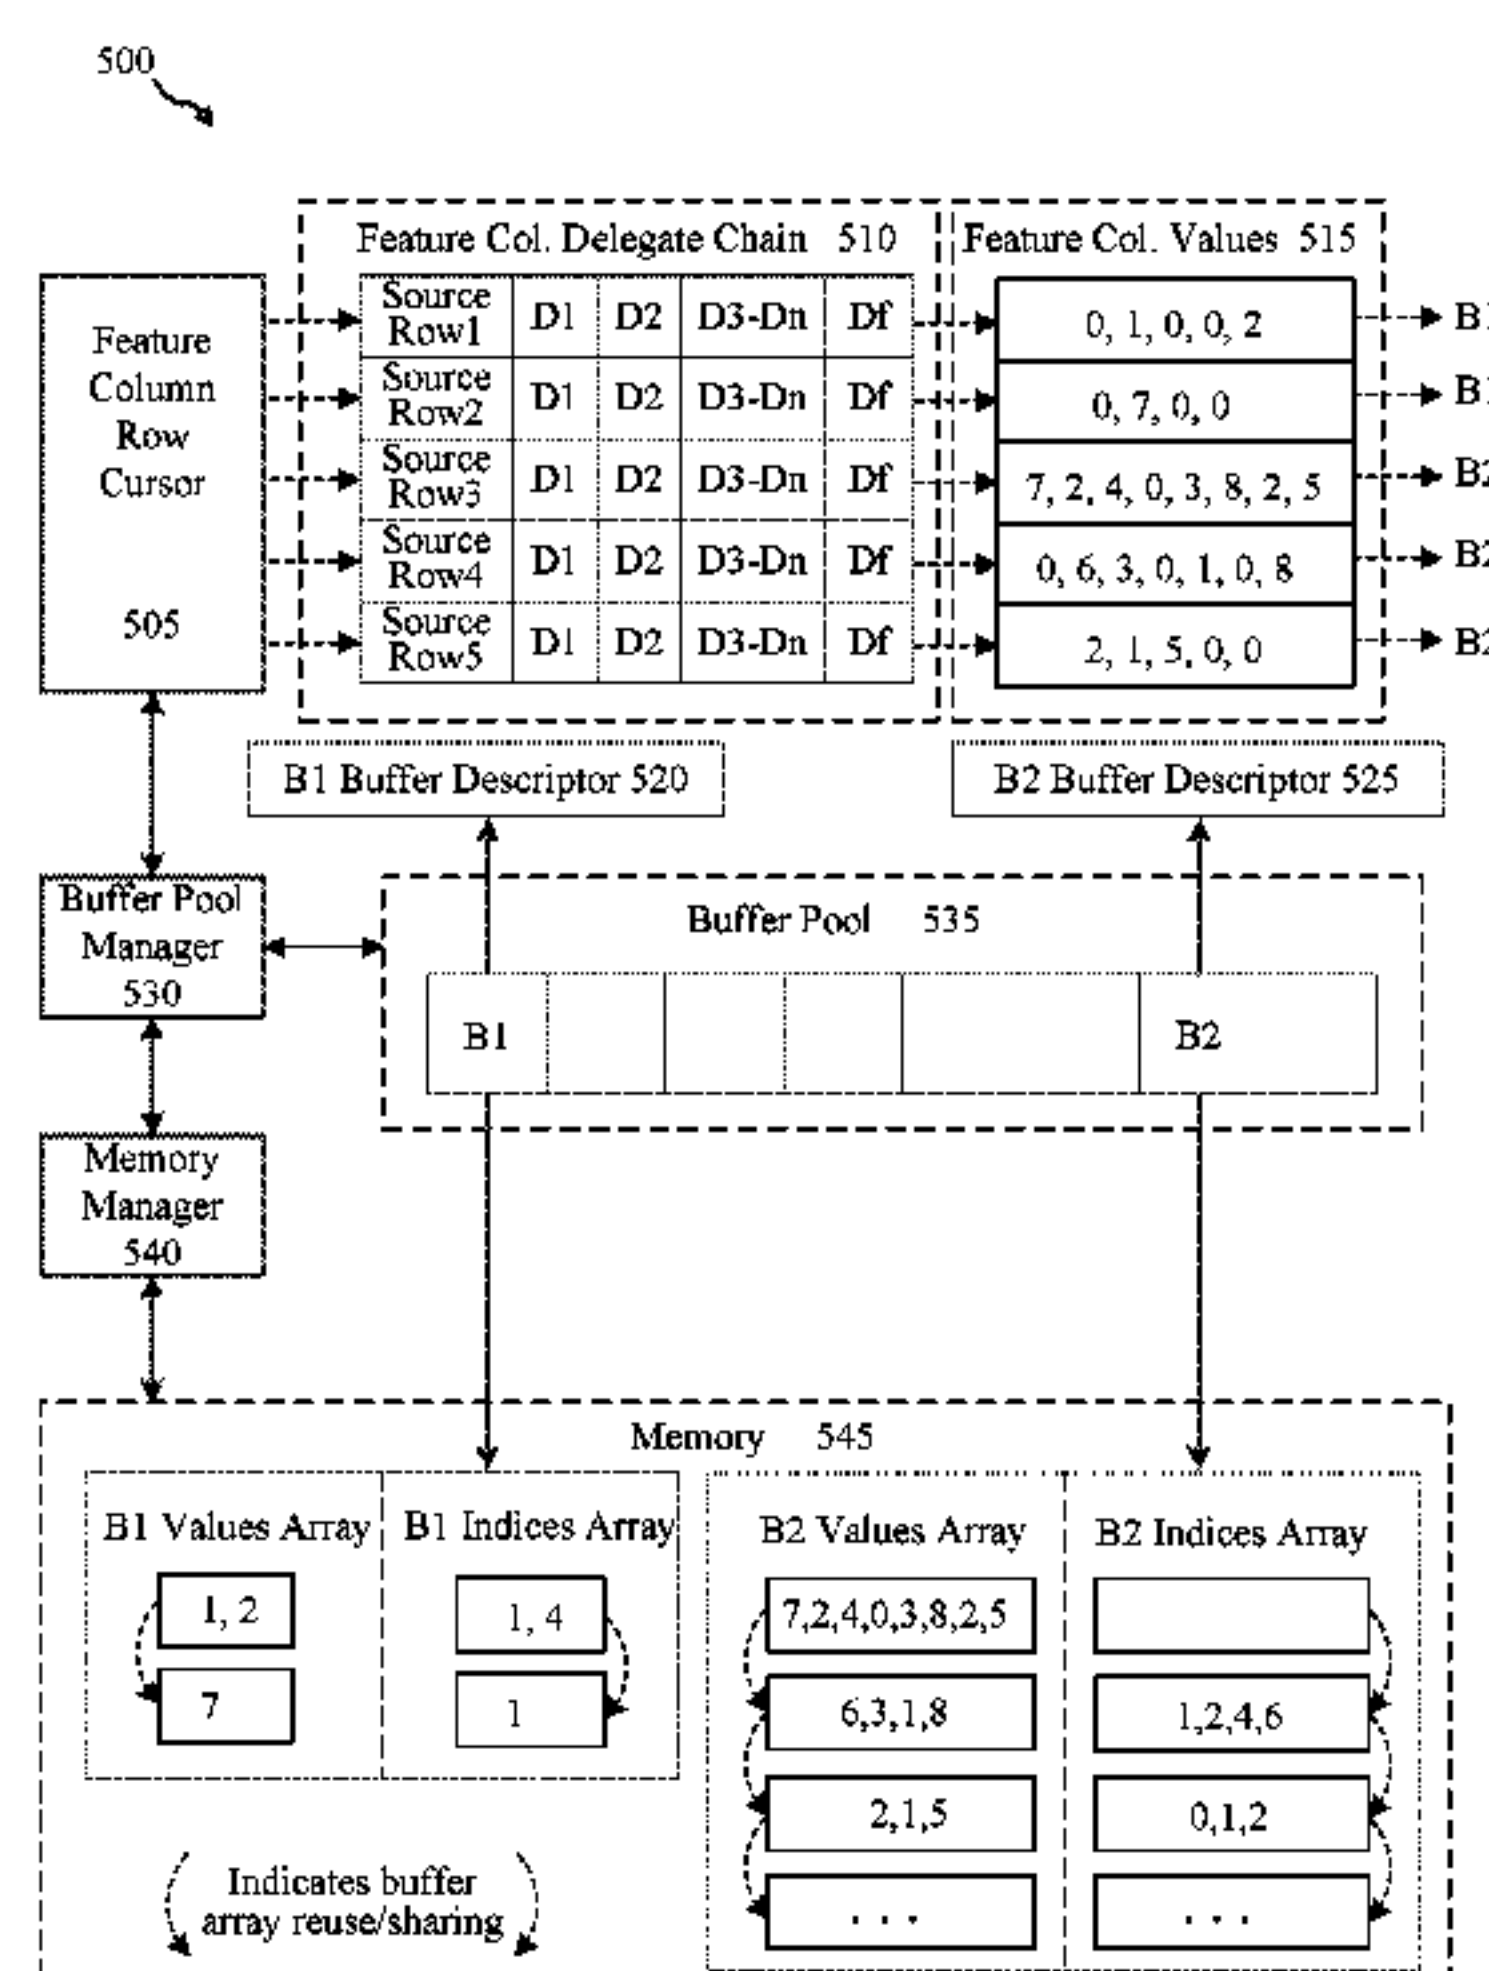 500
Feature Col. Delegate Chain 510
Feature Col. Values 515
Feature
Column
Row
Cursor
505
Source
Row1
D1
D2
D3-Dn
Df
0, 1, 0, 0, 2
Source
Row2
D1
D2
D3-Dn
Df
0, 7, 0, 0
Source
Row3
D1
D2
D3-Dn
Df
7, 2, 4, 0, 3, 8, 2, 5
Source
Row4
D1
D2
D3-Dn
Df
0, 6, 3, 0, 1, 0, 8
Source
Row5
D1
D2
D3-Dn
Df
2, 1, 5, 0, 0
B1
B1
B2
B2
B2
B1 Buffer Descriptor 520
B2 Buffer Descriptor 525
Buffer Pool
Manager
530
Buffer Pool 535
B1
B2
Memory
Manager
540
Memory 545
B1 Values Array
1, 2
7
B1 Indices Array
1, 4
1
B2 Values Array
7,2,4,0,3,8,2,5
6,3,1,8
2,1,5
. . .
B2 Indices Array
1,2,4,6
0,1,2
. . .
Indicates buffer
array reuse/sharing